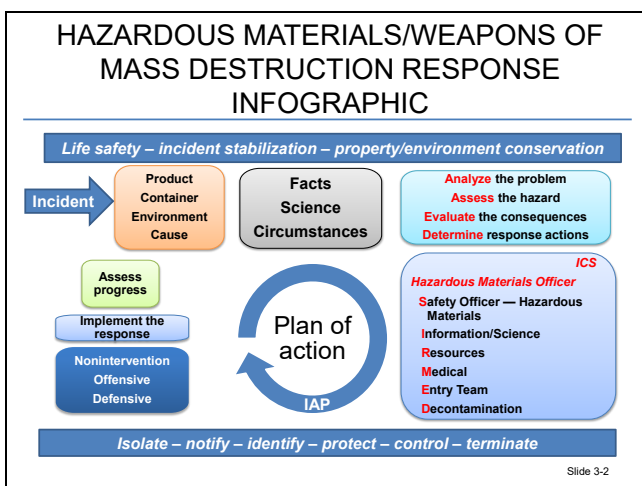 HAZARDOUS MATERIALS/WEAPONS OF
MASS DESTRUCTION RESPONSE
INFOGRAPHIC
Life safety – incident stabilization – property/environment conservation
Incident
Product
Container
Environment
Cause
Facts
Science
Circumstances
Analyze the problem
Assess the hazard
Evaluate the consequences
Determine response actions
Assess
progress
Implement the
response
Nonintervention
Offensive
Defensive
Plan of
action
IAP
ICS
Hazardous Materials Officer
Safety Officer — Hazardous
Materials
Information/Science
Resources
Medical
Entry Team
Decontamination
Isolate – notify – identify – protect – control – terminate
Slide 3-2